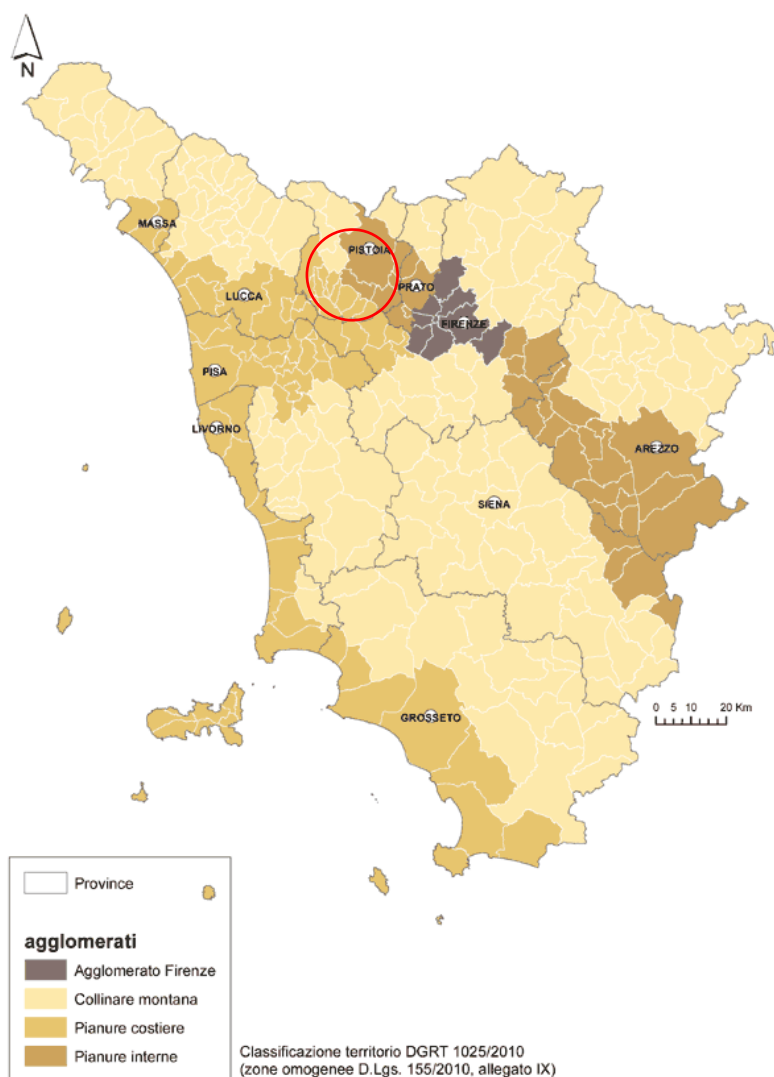 N
MASSA
PISTOIA
PRATO
LUCCA
FIRENZE
PISA
LIVORNO
AREZZO
SIENA
0 5 10 20 Km
GROSSETO
Province
agglomerati
Agglomerato Firenze
Collinare montana
Pianure costiere
Pianure interne
Classificazione territorio DGRT 1025/2010
(zone omogenee D.Lgs. 155/2010, allegato IX)